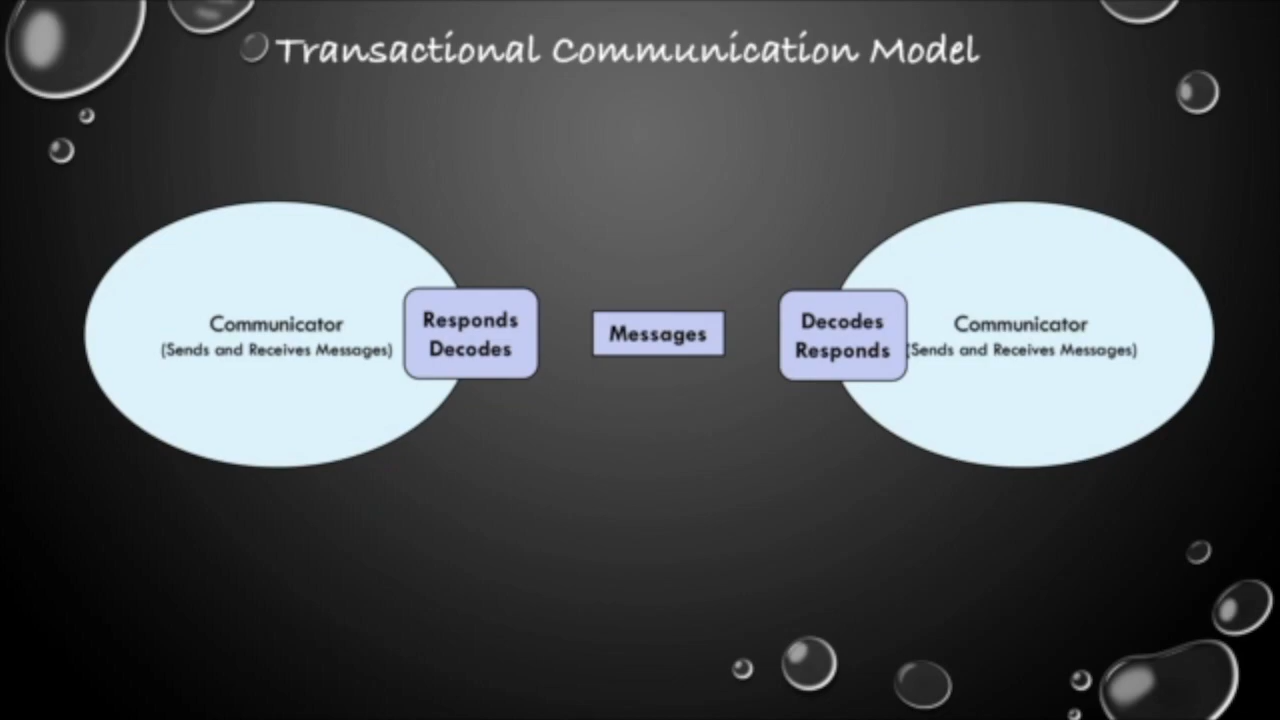 Transactional Communication Model
Communicator
(Sends and Receives Messages)
Responds
Decodes
Messages
Decodes
Responds
Communicator
(Sends and Receives Messages)